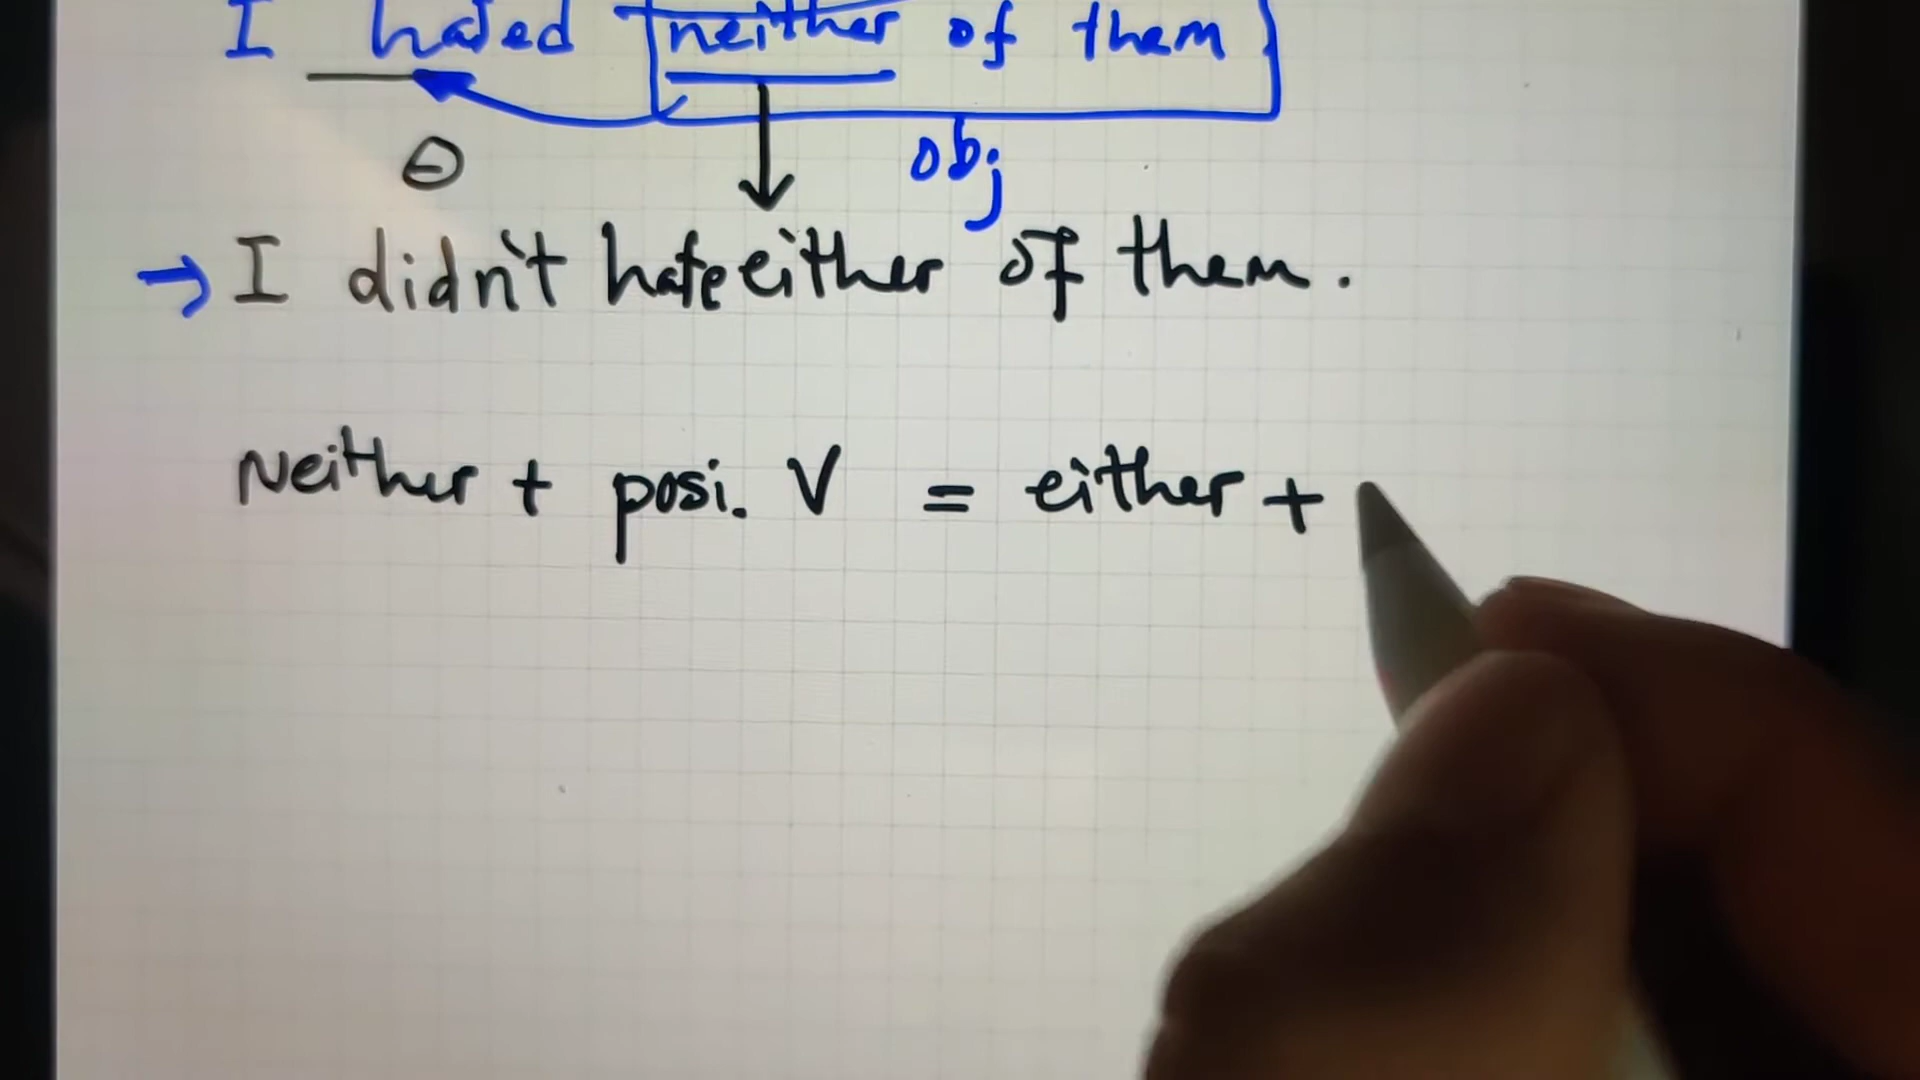 I hated neither of them
⊖ obj
→ I didn't hate either of them.
Neither + posi. V = either +